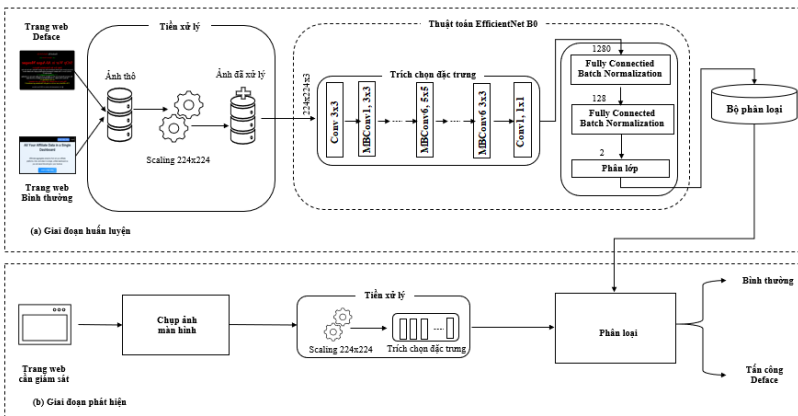 Trang web
Deface
Tiền xử lý
Ảnh thô
Ảnh đã xử lý
Scaling 224x224
Trang web
Bình thường
(a) Giai đoạn huấn luyện
Thuật toán EfficientNet B0
224x224x3
Trích chọn đặc trưng
Conv 3x3
MBConv1, 3x3
MBConv6, 5x5
MBConv6 3x3
Conv1, 1x1
1280
Fully Connectied
Batch Normalization
128
Fully Connected
Batch Normalization
2
Phân lớp
Bộ phân loại
Trang web
cần giám sát
Chụp ảnh
màn hình
Tiền xử lý
Scaling 224x224
Trích chọn đặc trưng
Phân loại
Bình thường
Tấn công
Deface
(b) Giai đoạn phát hiện